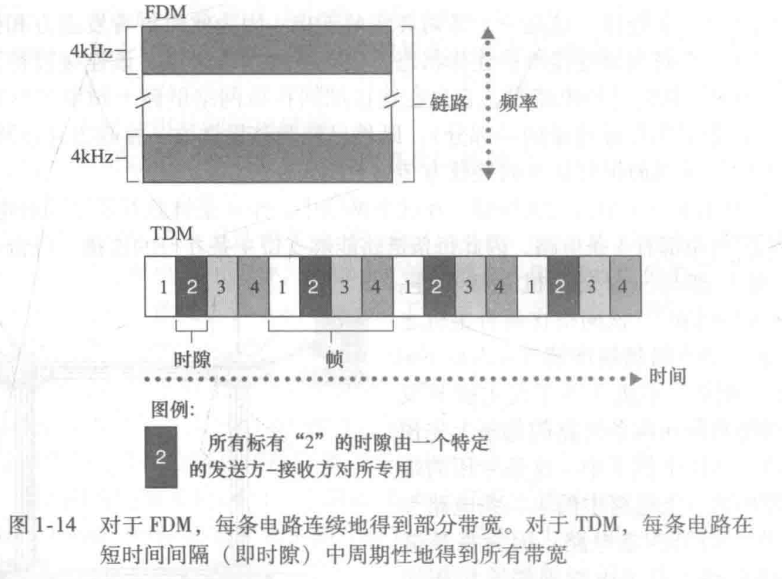 FDM
4kHz
链路
频率
4kHz
TDM
1 2 3 4 1 2 3 4 1 2 3 4 1 2 3 4
时隙
帧
时间
图例:
2
所有标有“2”的时隙由一个特定
的发送方-接收方对所专用
图 1-14 对于 FDM，每条电路连续地得到部分带宽。对于 TDM，每条电路在
短时间间隔（即时隙）中周期性地得到所有带宽